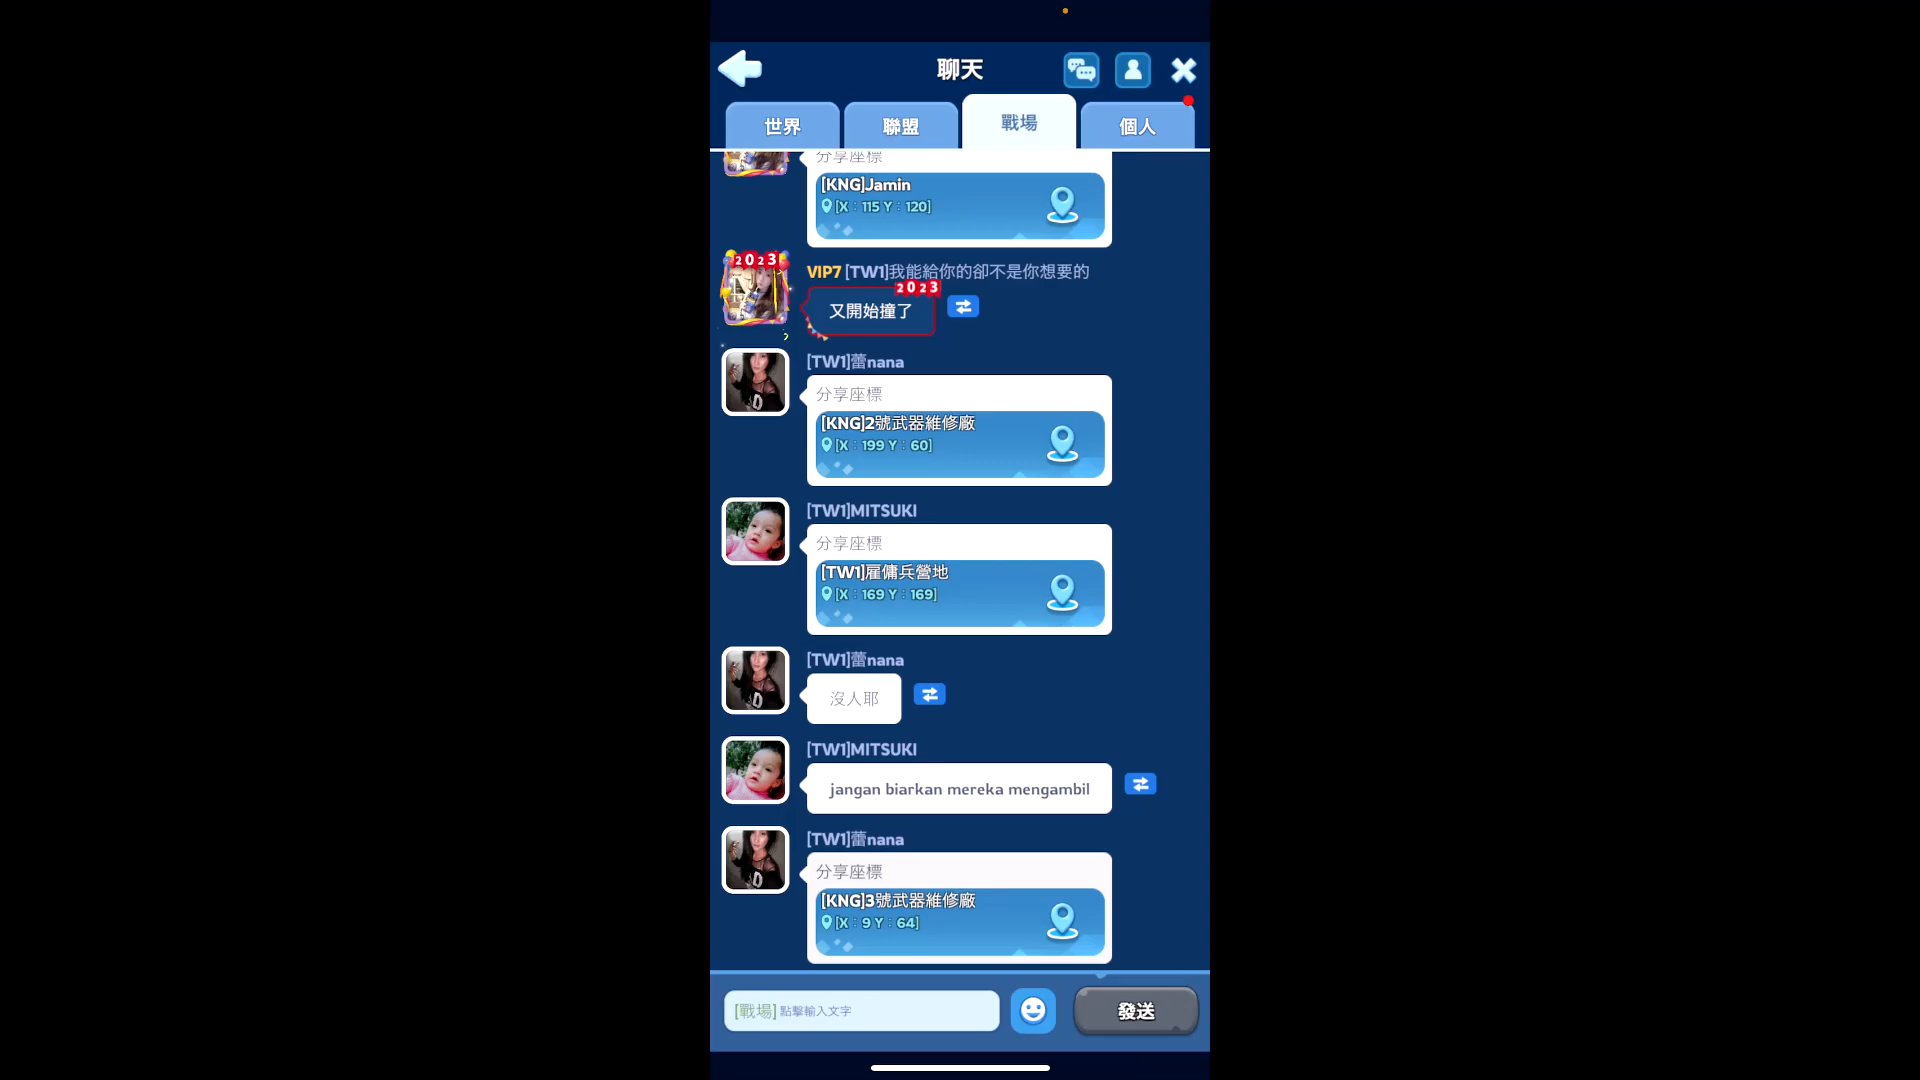 聊天
世界
聯盟
戰場
個人
分享座標
[KNG]Jamin
[X：115 Y：120]
2023
VIP7 [TW1]我能給你的卻不是你想要的
2023
又開始撞了
[TW1]蕾nana
分享座標
[KNG]2號武器維修廠
[X：199 Y：60]
[TW1]MITSUKI
分享座標
[TW1]雇傭兵營地
[X：169 Y：169]
[TW1]蕾nana
沒人耶
[TW1]MITSUKI
jangan biarkan mereka mengambil
[TW1]蕾nana
分享座標
[KNG]3號武器維修廠
[X：9 Y：64]
[戰場] 點擊輸入文字
發送